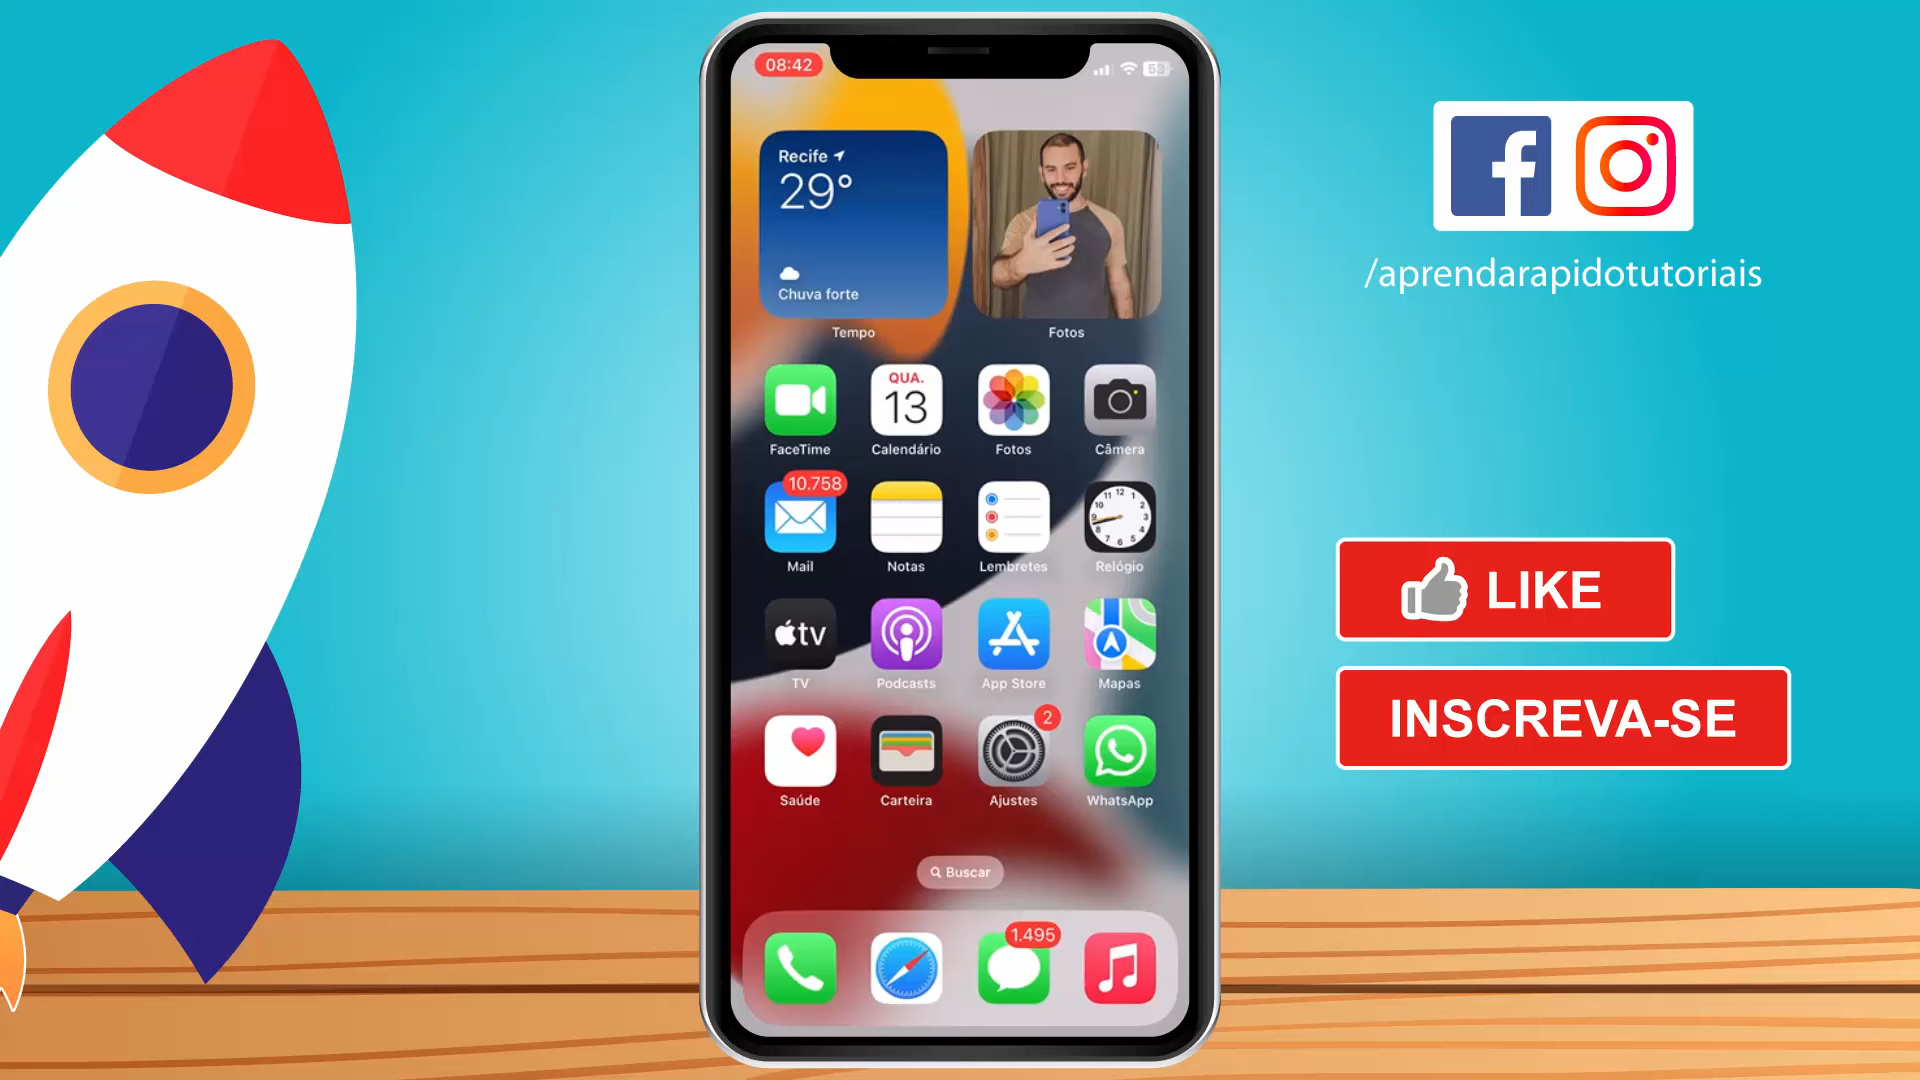 08:42
53
Recife
29°
Chuva forte
Tempo
Fotos
QUA.
13
FaceTime
Calendário
Fotos
Câmera
10.758
Mail
Notas
Lembretes
Relógio
tv
TV
Podcasts
App Store
Mapas
2
Saúde
Carteira
Ajustes
WhatsApp
Buscar
1.495
/aprendarapidotutoriais
LIKE
INSCREVA-SE